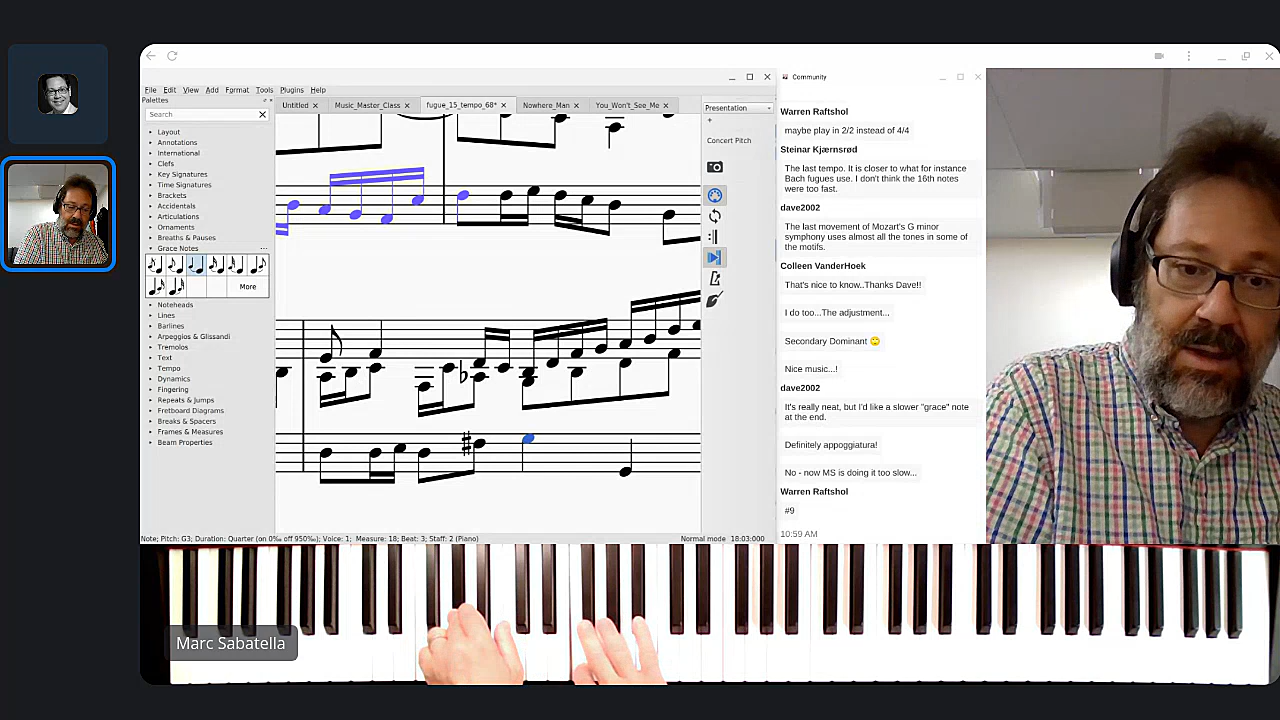 Community
File Edit View Add Format Tools Plugins Help
Palettes
Search
Untitled
Music_Master_Class
fugue_15_tempo_68*
Nowhere_Man
You_Won't_See_Me
Presentation
+
Concert Pitch
Layout
Annotations
International
Clefs
Key Signatures
Time Signatures
Brackets
Accidentals
Articulations
Ornaments
Breaths & Pauses
Grace Notes
More
Noteheads
Lines
Barlines
Arpeggios & Glissandi
Tremolos
Text
Tempo
Dynamics
Fingering
Repeats & Jumps
Fretboard Diagrams
Breaks & Spacers
Frames & Measures
Beam Properties
Note; Pitch: G3; Duration: Quarter (on 0‰ off 950‰); Voice: 1; Measure: 18; Beat: 3; Staff: 2 (Piano)
Normal mode 18:03:000
Warren Raftshol
maybe play in 2/2 instead of 4/4
Steinar Kjærnsrød
The last tempo. It is closer to what for instance
Bach fugues use. I don't think the 16th notes
were too fast.
dave2002
The last movement of Mozart's G minor
symphony uses almost all the tones in some of
the motifs.
Colleen VanderHoek
That's nice to know..Thanks Dave!!
I do too...The adjustment...
Secondary Dominant 🙄
Nice music...!
dave2002
It's really neat, but I'd like a slower "grace" note
at the end.
Definitely appoggiatura!
No - now MS is doing it too slow...
Warren Raftshol
#9
10:59 AM
Marc Sabatella